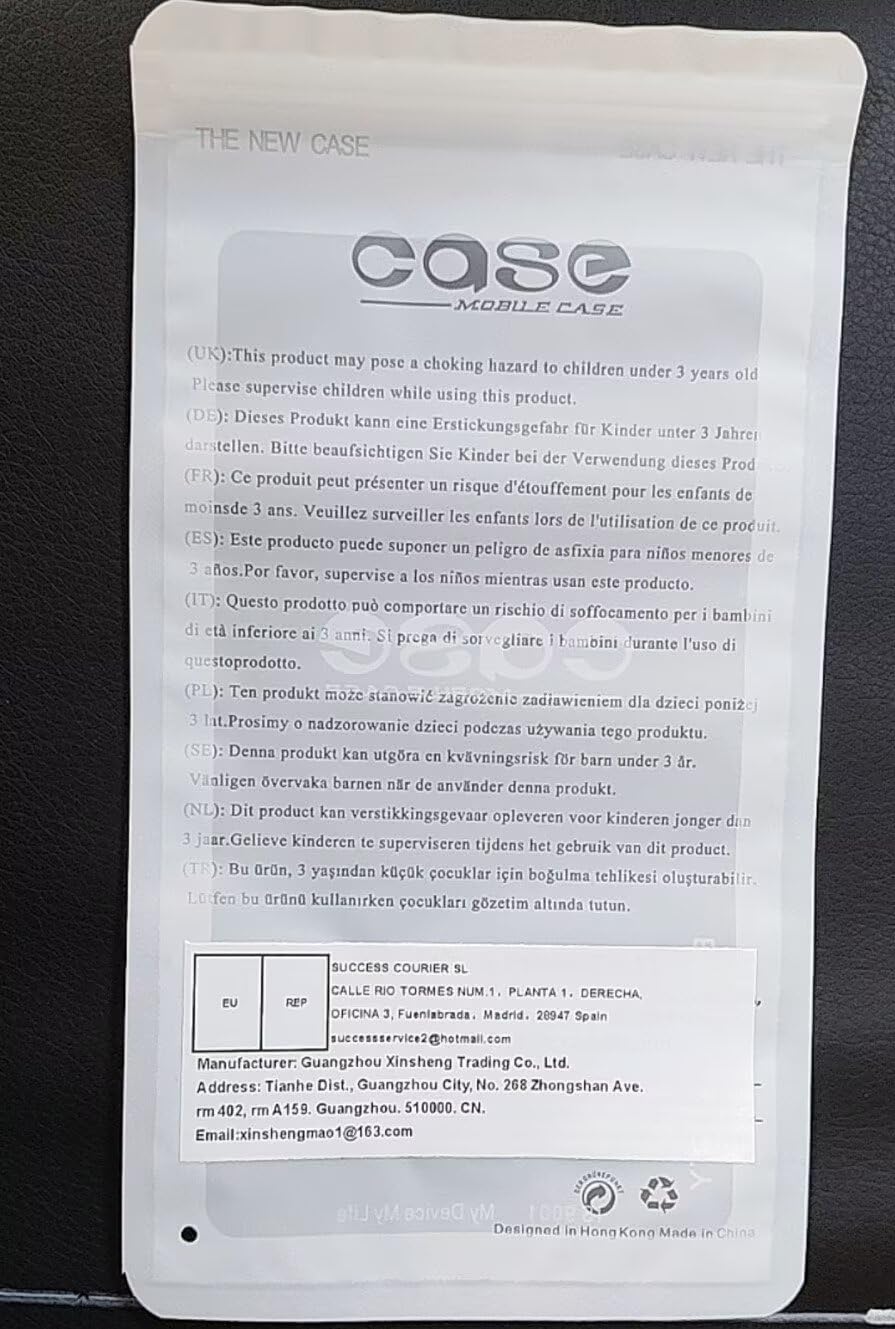 THE NEW CASE
THE NEW CASE
case
MOBILE CASE
(UK):This product may pose a choking hazard to children under 3 years old
Please supervise children while using this product.
(DE): Dieses Produkt kann eine Erstickungsgefahr für Kinder unter 3 Jahrer
darstellen. Bitte beaufsichtigen Sie Kinder bei der Verwendung dieses Prod
(FR): Ce produit peut présenter un risque d'étouffement pour les enfants de
moinsde 3 ans. Veuillez surveiller les enfants lors de l'utilisation de ce produit.
(ES): Este producto puede suponer un peligro de asfixia para niños menores de
3 años.Por favor, supervise a los niños mientras usan este producto.
(IT): Questo prodotto può comportare un rischio di soffocamento per i bambini
di età inferiore ai 3 anni. Si prega di sorvegliare i bambini durante l'uso di
questoprodotto.
case
(PL): Ten produkt może stanowić zagrożenie zadławieniem dla dzieci poniżej
3 lat.Prosimy o nadzorowanie dzieci podczas używania tego produktu.
(SE): Denna produkt kan utgöra en kvävningsrisk för barn under 3 år.
Vänligen övervaka barnen när de använder denna produkt.
(NL): Dit product kan verstikkingsgevaar opleveren voor kinderen jonger dan
3 jaar.Gelieve kinderen te superviseren tijdens het gebruik van dit product.
(TR): Bu ürün, 3 yaşından küçük çocuklar için boğulma tehlikesi oluşturabilir.
Lütfen bu ürünü kullanırken çocukları gözetim altında tutun.
EU REP
SUCCESS COURIER SL
CALLE RIO TORMES NUM.1, PLANTA 1, DERECHA,
OFICINA 3, Fuenlabrada, Madrid, 28947 Spain
successservice2@hotmail.com
Manufacturer: Guangzhou Xinsheng Trading Co., Ltd.
Address: Tianhe Dist., Guangzhou City, No. 268 Zhongshan Ave.
rm 402, rm A159. Guangzhou. 510000. CN.
Email:xinshengmao1@163.com
My Device My Life
9001
Designed in Hong Kong Made in China